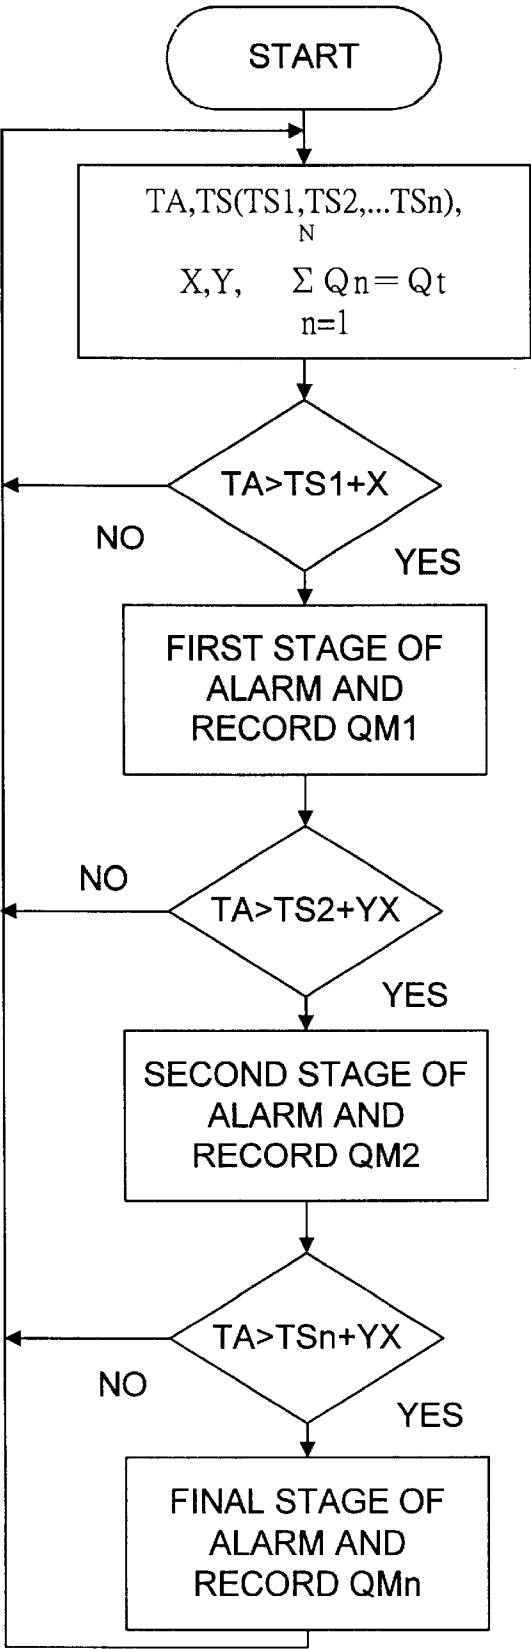 START
TA,TS(TS1,TS2,...TSn),
N
X,Y, Σ Qn=Qt
n=1
TA>TS1+X
NO
YES
FIRST STAGE OF
ALARM AND
RECORD QM1
NO
TA>TS2+YX
YES
SECOND STAGE OF
ALARM AND
RECORD QM2
TA>TSn+YX
NO
YES
FINAL STAGE OF
ALARM AND
RECORD QMn